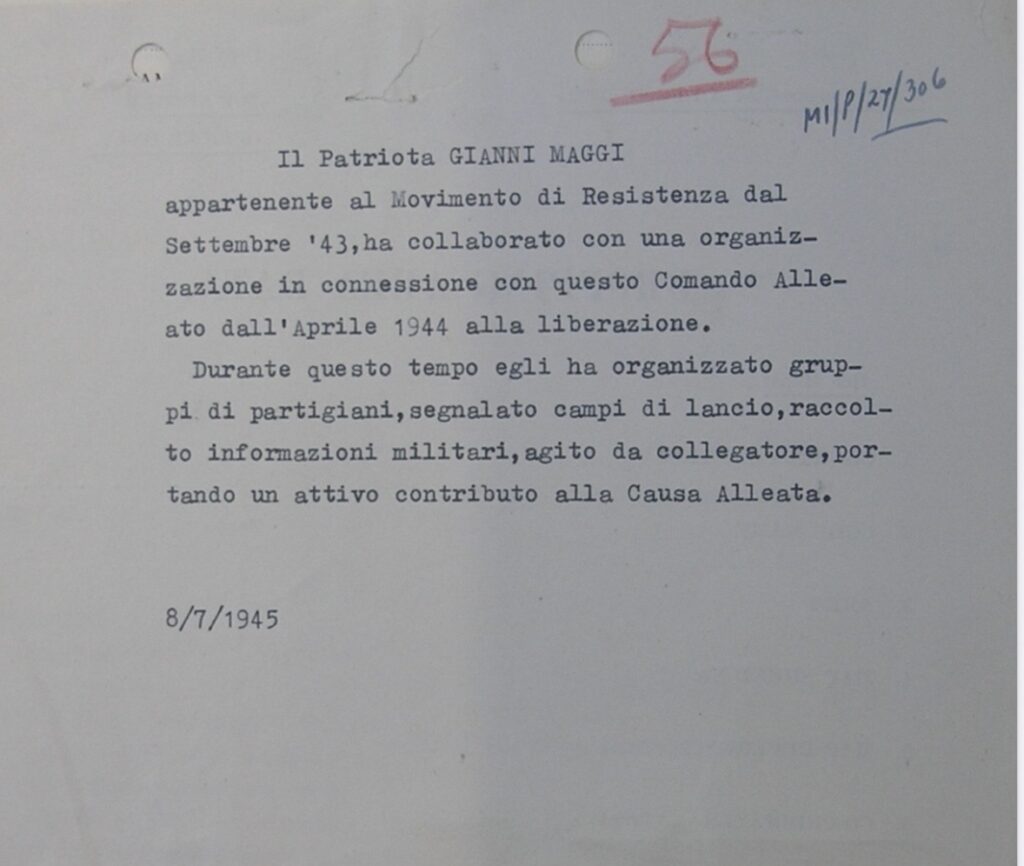 56
MI/P/27/306
Il Patriota GIANNI MAGGI
appartenente al Movimento di Resistenza dal
Settembre '43,ha collaborato con una organiz-
zazione in connessione con questo Comando Alle-
ato dall'Aprile 1944 alla liberazione.
Durante questo tempo egli ha organizzato grup-
pi di partigiani,segnalato campi di lancio,raccol-
to informazioni militari,agito da collegatore,por-
tando un attivo contributo alla Causa Alleata.
8/7/1945